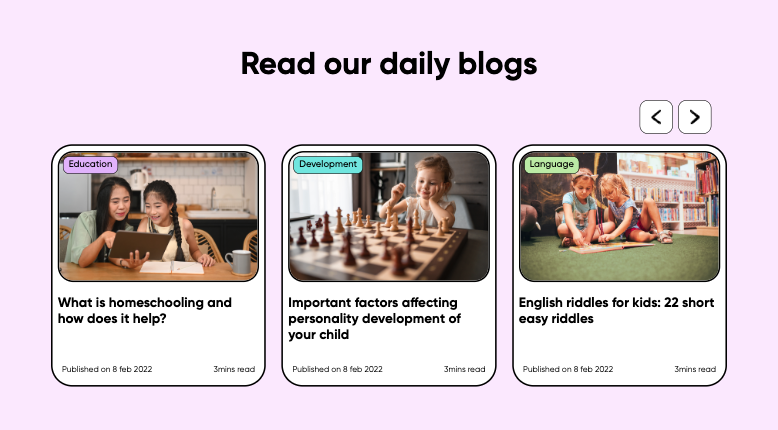 Read our daily blogs
Education
What is homeschooling and
how does it help?
Published on 8 feb 2022
3mins read
Development
Important factors affecting
personality development of
your child
Published on 8 feb 2022
3mins read
Language
English riddles for kids: 22 short
easy riddles
Published on 8 feb 2022
3mins read